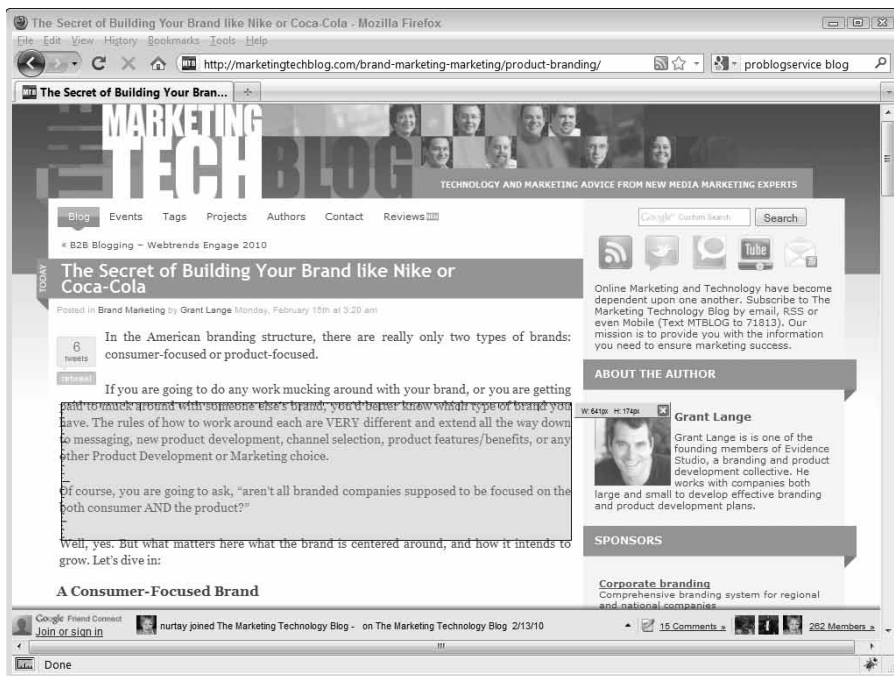 The Secret of Building Your Brand like Nike or Coca-Cola - Mozilla Firefox
File Edit View History Bookmarks Tools Help
http://marketingtechblog.com/brand-marketing-marketing/product-branding/
problogservice blog
The Secret of Building Your Bran...
THE
MARKETING
TECHBLOG
TECHNOLOGY AND MARKETING ADVICE FROM NEW MEDIA MARKETING EXPERTS
Blog Events Tags Projects Authors Contact Reviews
Google™ Custom Search Search
« B2B Blogging – Webtrends Engage 2010
TODAY
The Secret of Building Your Brand like Nike or
Coca-Cola
Posted in Brand Marketing by Grant Lange Monday, February 15th at 3:20 am
6
tweets
retweet
In the American branding structure, there are really only two types of brands:
consumer-focused or product-focused.
If you are going to do any work mucking around with your brand, or you are getting
paid to muck around with someone else's brand, you'd better know which type of brand you
have. The rules of how to work around each are VERY different and extend all the way down
to messaging, new product development, channel selection, product features/benefits, or any
other Product Development or Marketing choice.
Of course, you are going to ask, “aren't all branded companies supposed to be focused on the
both consumer AND the product?”
Well, yes. But what matters here what the brand is centered around, and how it intends to
grow. Let's dive in:
A Consumer-Focused Brand
Tube
Online Marketing and Technology have become
dependent upon one another. Subscribe to The
Marketing Technology Blog by email, RSS or
even Mobile (Text MTBLOG to 71813). Our
mission is to provide you with the information
you need to ensure marketing success.
ABOUT THE AUTHOR
W: 641px H: 174px
Grant Lange
Grant Lange is is one of the
founding members of Evidence
Studio, a branding and product
development collective. He
works with companies both
large and small to develop effective branding
and product development plans.
SPONSORS
Corporate branding
Comprehensive branding system for regional
and national companies
Google Friend Connect
Join or sign in
nurtay joined The Marketing Technology Blog - on The Marketing Technology Blog 2/13/10
15 Comments »
262 Members »
Done